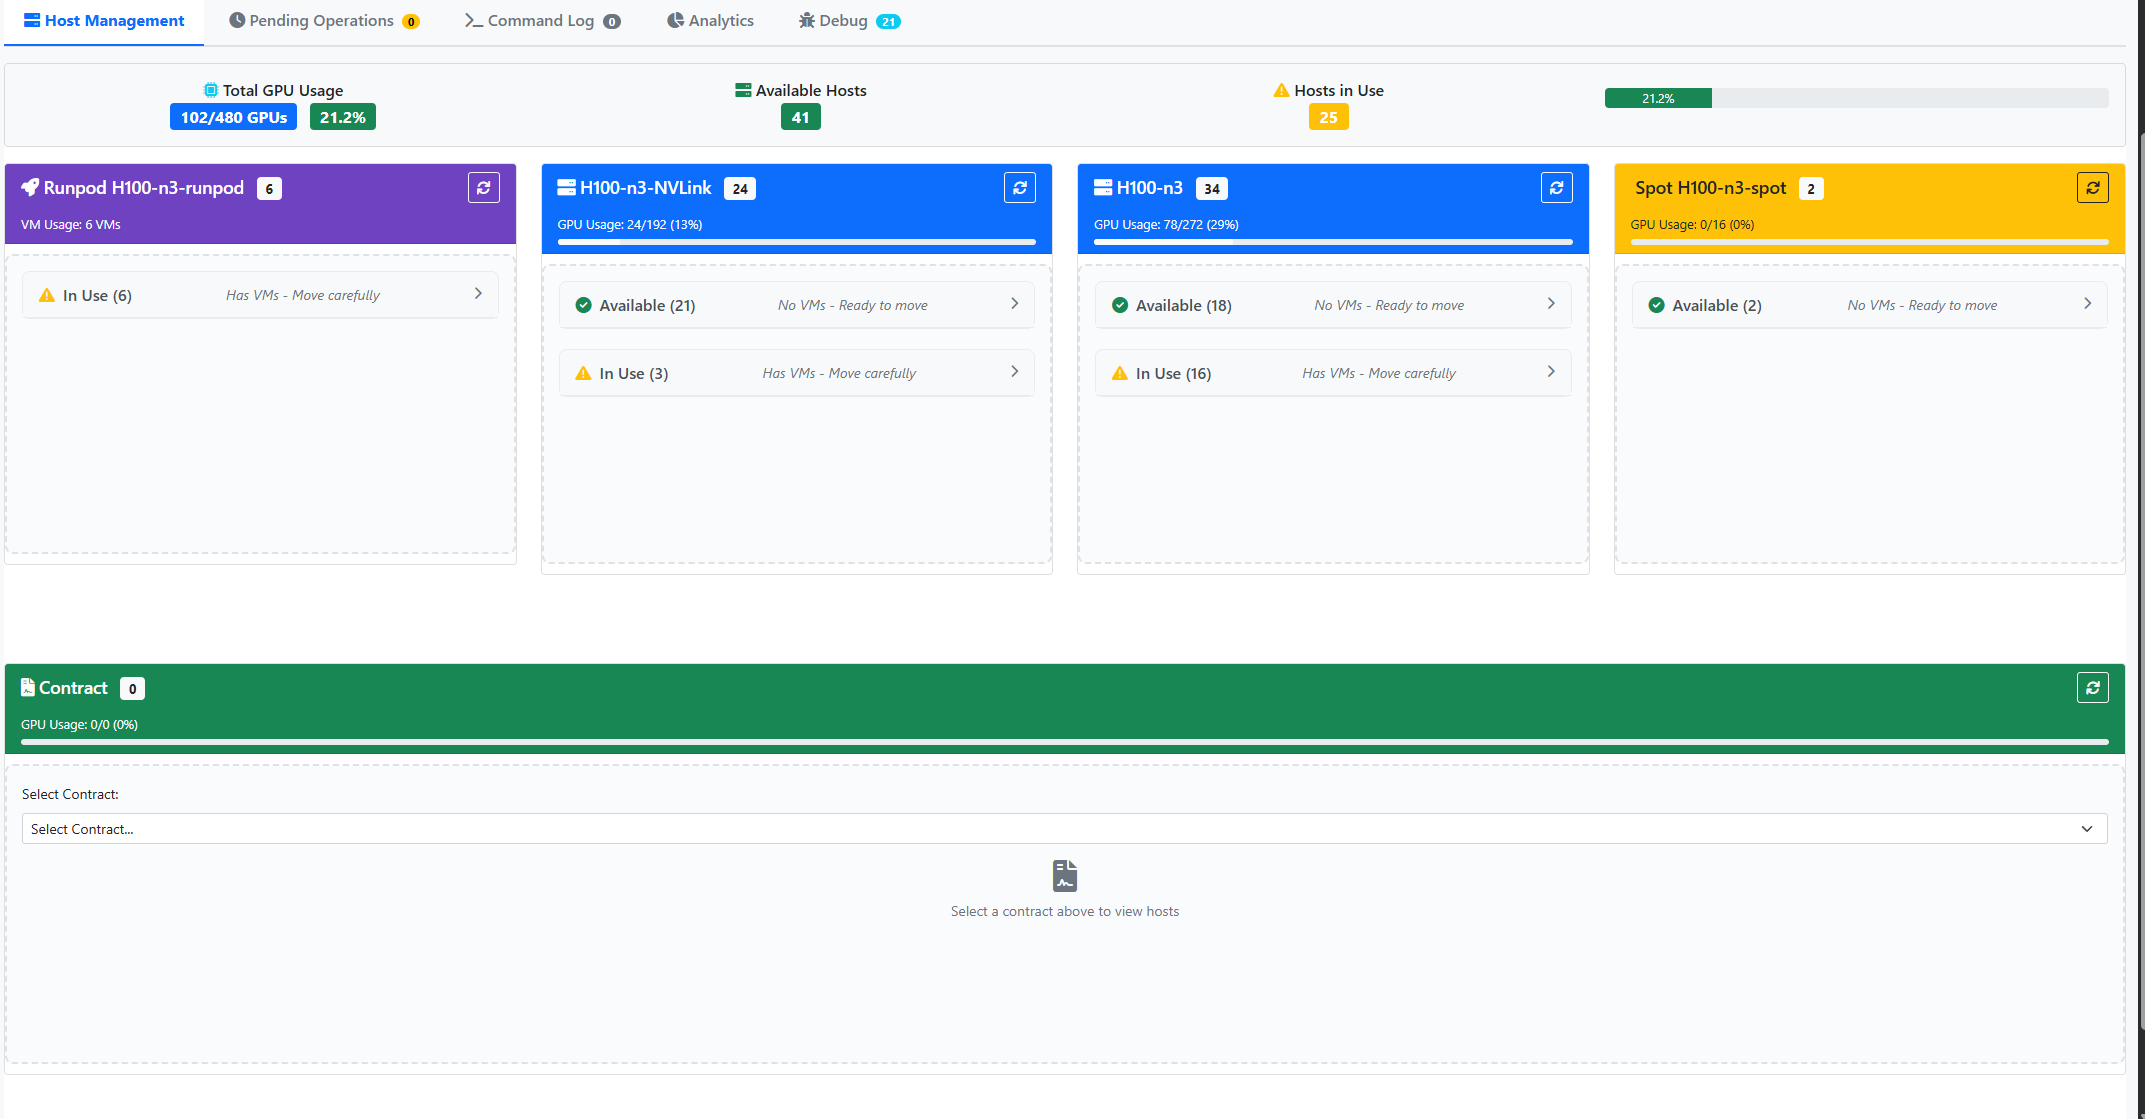 Host Management
Pending Operations 0
Command Log 0
Analytics
Debug 21
Total GPU Usage
102/480 GPUs 21.2%
Available Hosts
41
Hosts in Use
25
21.2%
Runpod H100-n3-runpod 6
VM Usage: 6 VMs
In Use (6) Has VMs - Move carefully
H100-n3-NVLink 24
GPU Usage: 24/192 (13%)
Available (21) No VMs - Ready to move
In Use (3) Has VMs - Move carefully
H100-n3 34
GPU Usage: 78/272 (29%)
Available (18) No VMs - Ready to move
In Use (16) Has VMs - Move carefully
Spot H100-n3-spot 2
GPU Usage: 0/16 (0%)
Available (2) No VMs - Ready to move
Contract 0
GPU Usage: 0/0 (0%)
Select Contract:
Select Contract...
Select a contract above to view hosts